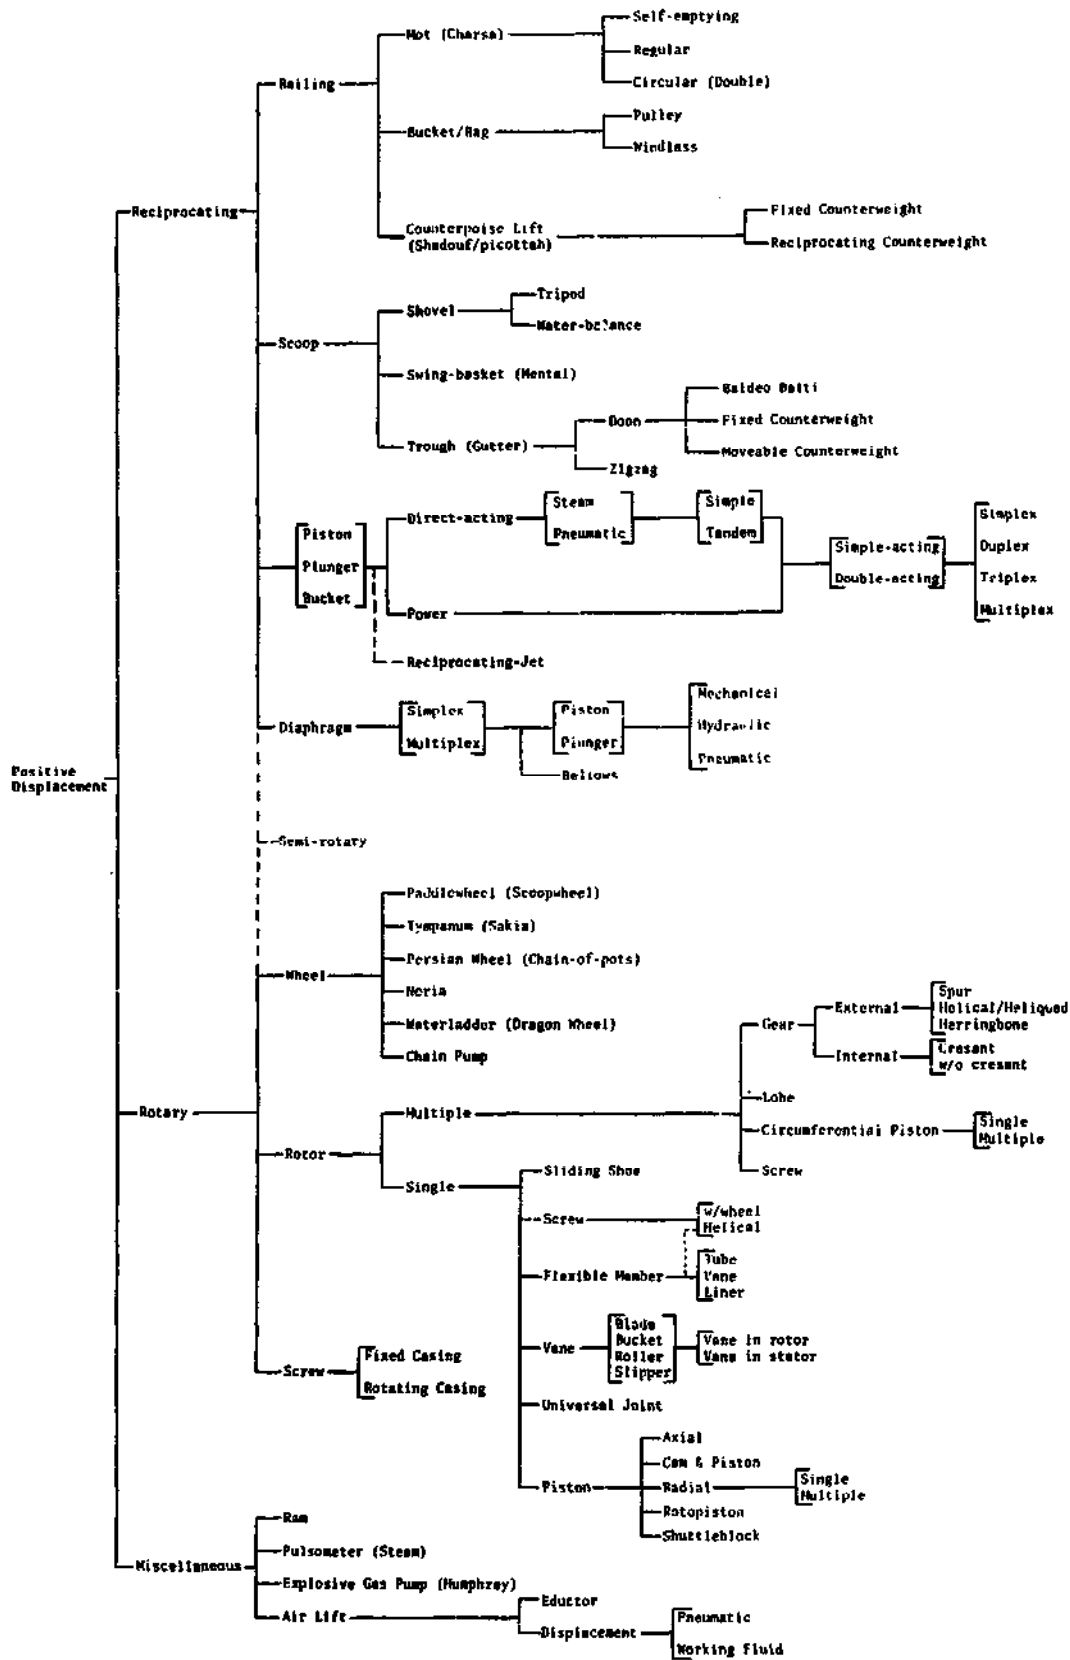 Self-emptying
Mot (Charsa)
Regular
Railing
Circular (Double)
Pulley
Bucket/Bag
Windlass
Reciprocating
Fixed Counterweight
Counterpoise Lift
(Shadouf/picottah)
Reciprocating Counterweight
Tripod
Shovel
Water-balance
Scoop
Swing-basket (Mental)
Baldeo Balti
Doon
Fixed Counterweight
Trough (Gutter)
Moveable Counterweight
Zigzag
Steam
Simple
Simplex
Direct-acting
Piston
Pneumatic
Tandem
Simple-acting
Duplex
Plunger
Double-acting
Triplex
Bucket
Power
Multiplex
Reciprocating-Jet
Mechanical
Simplex
Piston
Diaphragm
Hydraulic
Multiplex
Plunger
Pneumatic
Bellows
Positive
Displacement
Semi-rotary
Paddlewheel (Scoopwheel)
Tympanum (Sakia)
Persian Wheel (Chain-of-pots)
Wheel
Noria
Spur
External
Helical/Heliquad
Waterladder (Dragon Wheel)
Gear
Herringbone
Chain Pump
Internal
Cresant
w/o cresant
Lobe
Rotary
Multiple
Circumferential Piston
Single
Multiple
Rotor
Sliding Shoe
Screw
Single
Screw
w/wheel
Helical
Tube
Flexible Member
Vane
Liner
Blade
Bucket
Vane
Roller
Slipper
Vane in rotor
Vane in stator
Fixed Casing
Screw
Rotating Casing
Universal Joint
Axial
Cam & Piston
Piston
Radial
Single
Multiple
Rotopiston
Shuttleblock
Ram
Pulsometer (Steam)
Miscellaneous
Explosive Gas Pump (Humphrey)
Eductor
Air Lift
Displacement
Pneumatic
Working Fluid